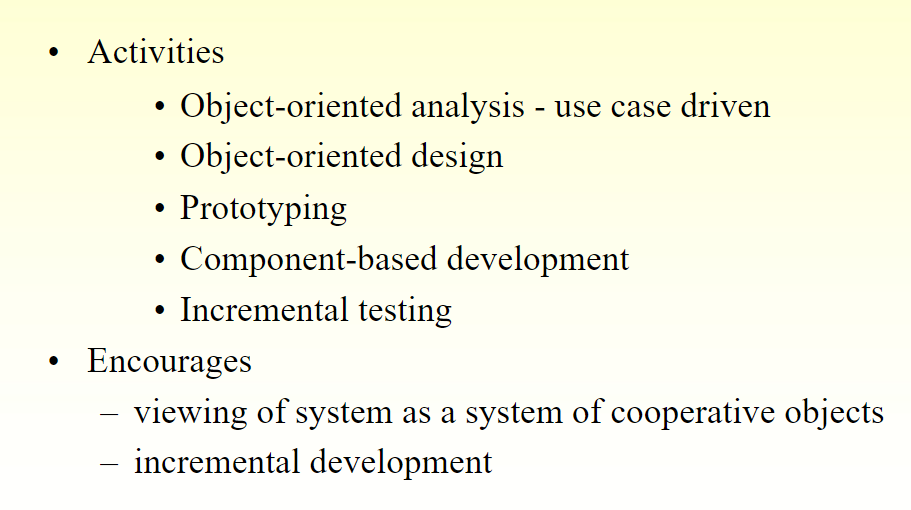 • Activities
• Object-oriented analysis - use case driven
• Object-oriented design
• Prototyping
• Component-based development
• Incremental testing
• Encourages
– viewing of system as a system of cooperative objects
– incremental development